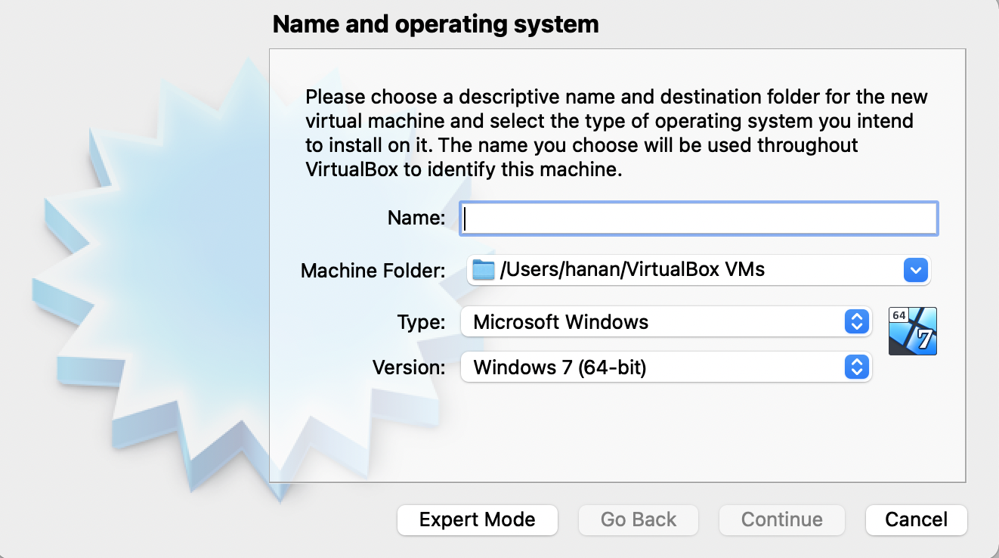 Name and operating system
Please choose a descriptive name and destination folder for the new
virtual machine and select the type of operating system you intend
to install on it. The name you choose will be used throughout
VirtualBox to identify this machine.
Name:
Machine Folder: /Users/hanan/VirtualBox VMs
Type: Microsoft Windows
64
7
Version: Windows 7 (64-bit)
Expert Mode Go Back Continue Cancel